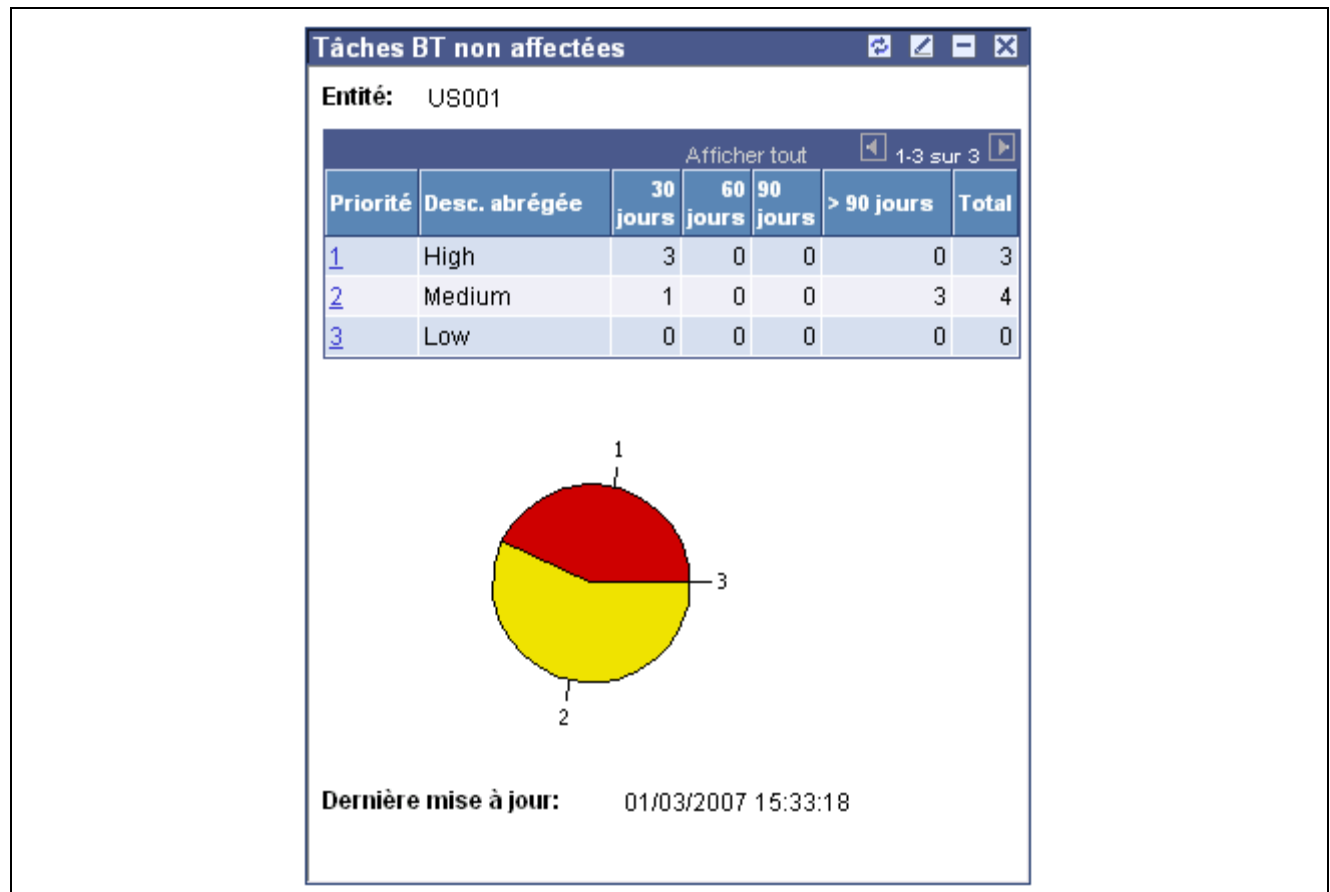 Tâches BT non affectées
Entité: US001
Afficher tout 1-3 sur 3
Priorité Desc. abrégée 30 jours 60 jours 90 jours > 90 jours Total
1 High 3 0 0 0 3
2 Medium 1 0 0 3 4
3 Low 0 0 0 0 0
1
3
2
Dernière mise à jour: 01/03/2007 15:33:18